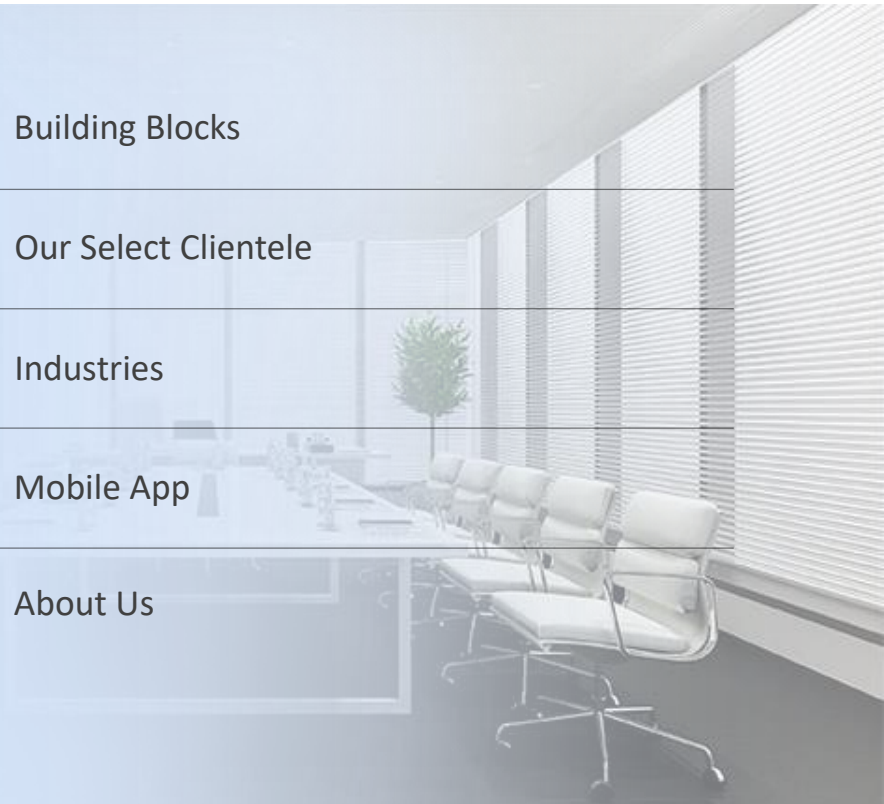 Building Blocks
Our Select Clientele
Industries
Mobile App
About Us